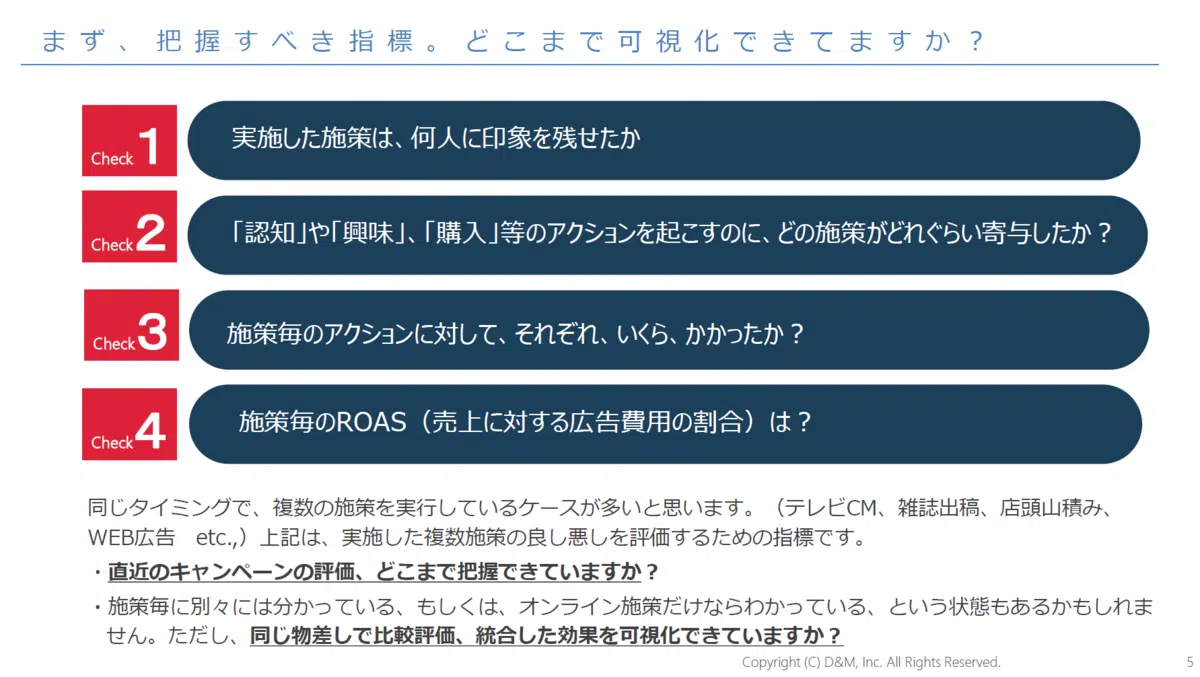 まず、把握すべき指標。どこまで可視化できてますか？
Check 1
実施した施策は、何人に印象を残せたか
Check 2
「認知」や「興味」、「購入」等のアクションを起こすのに、どの施策がどれぐらい寄与したか？
Check 3
施策毎のアクションに対して、それぞれ、いくら、かかったか？
Check 4
施策毎のROAS（売上に対する広告費用の割合）は？
同じタイミングで、複数の施策を実行しているケースが多いと思います。（テレビCM、雑誌出稿、店頭山積み、
WEB広告　etc.,）上記は、実施した複数施策の良し悪しを評価するための指標です。
・直近のキャンペーンの評価、どこまで把握できていますか？
・施策毎に別々には分かっている、もしくは、オンライン施策だけならわかっている、という状態もあるかもしれま
せん。ただし、同じ物差しで比較評価、統合した効果を可視化できていますか？
Copyright (C) D&M, Inc. All Rights Reserved.
5